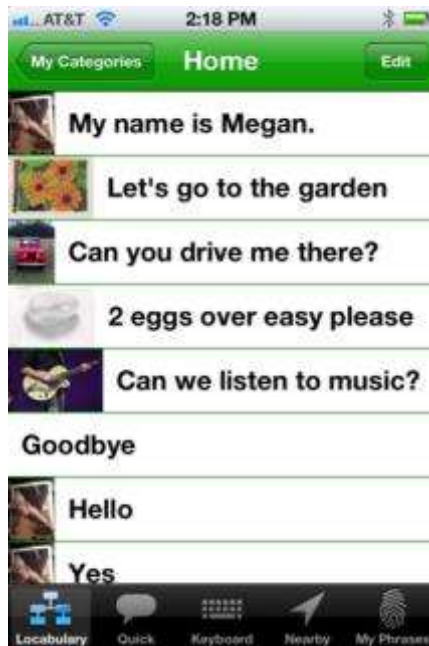 AT&T 2:18 PM
My Categories Home Edit
My name is Megan.
Let's go to the garden
Can you drive me there?
2 eggs over easy please
Can we listen to music?
Goodbye
Hello
Yes
Locabulary Quick Keyboard Nearby My Phrases